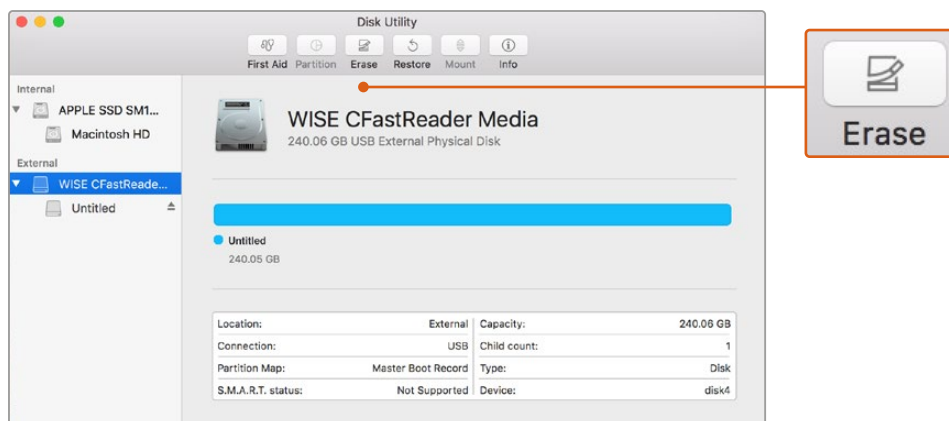 Disk Utility
First Aid Partition Erase Restore Mount Info
Erase
Internal
APPLE SSD SM1...
Macintosh HD
External
WISE CFastReade...
Untitled
WISE CFastReader Media
240.06 GB USB External Physical Disk
Untitled
240.05 GB
Location: External Capacity: 240.06 GB
Connection: USB Child count: 1
Partition Map: Master Boot Record Type: Disk
S.M.A.R.T. status: Not Supported Device: disk4